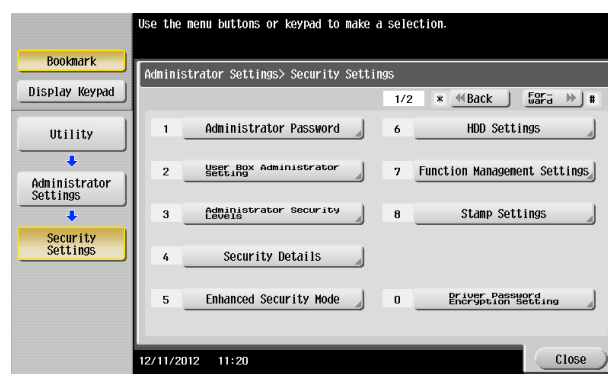 Use the menu buttons or keypad to make a selection.
Bookmark
Display Keypad
Utility
Administrator
Settings
Security
Settings
Administrator Settings> Security Settings
1/2 * Back For-
ward #
1 Administrator Password
2 User Box Administrator
Setting
3 Administrator Security
Levels
4 Security Details
5 Enhanced Security Mode
6 HDD Settings
7 Function Management Settings
8 Stamp Settings
0 Driver Password
Encryption Setting
12/11/2012 11:20
Close